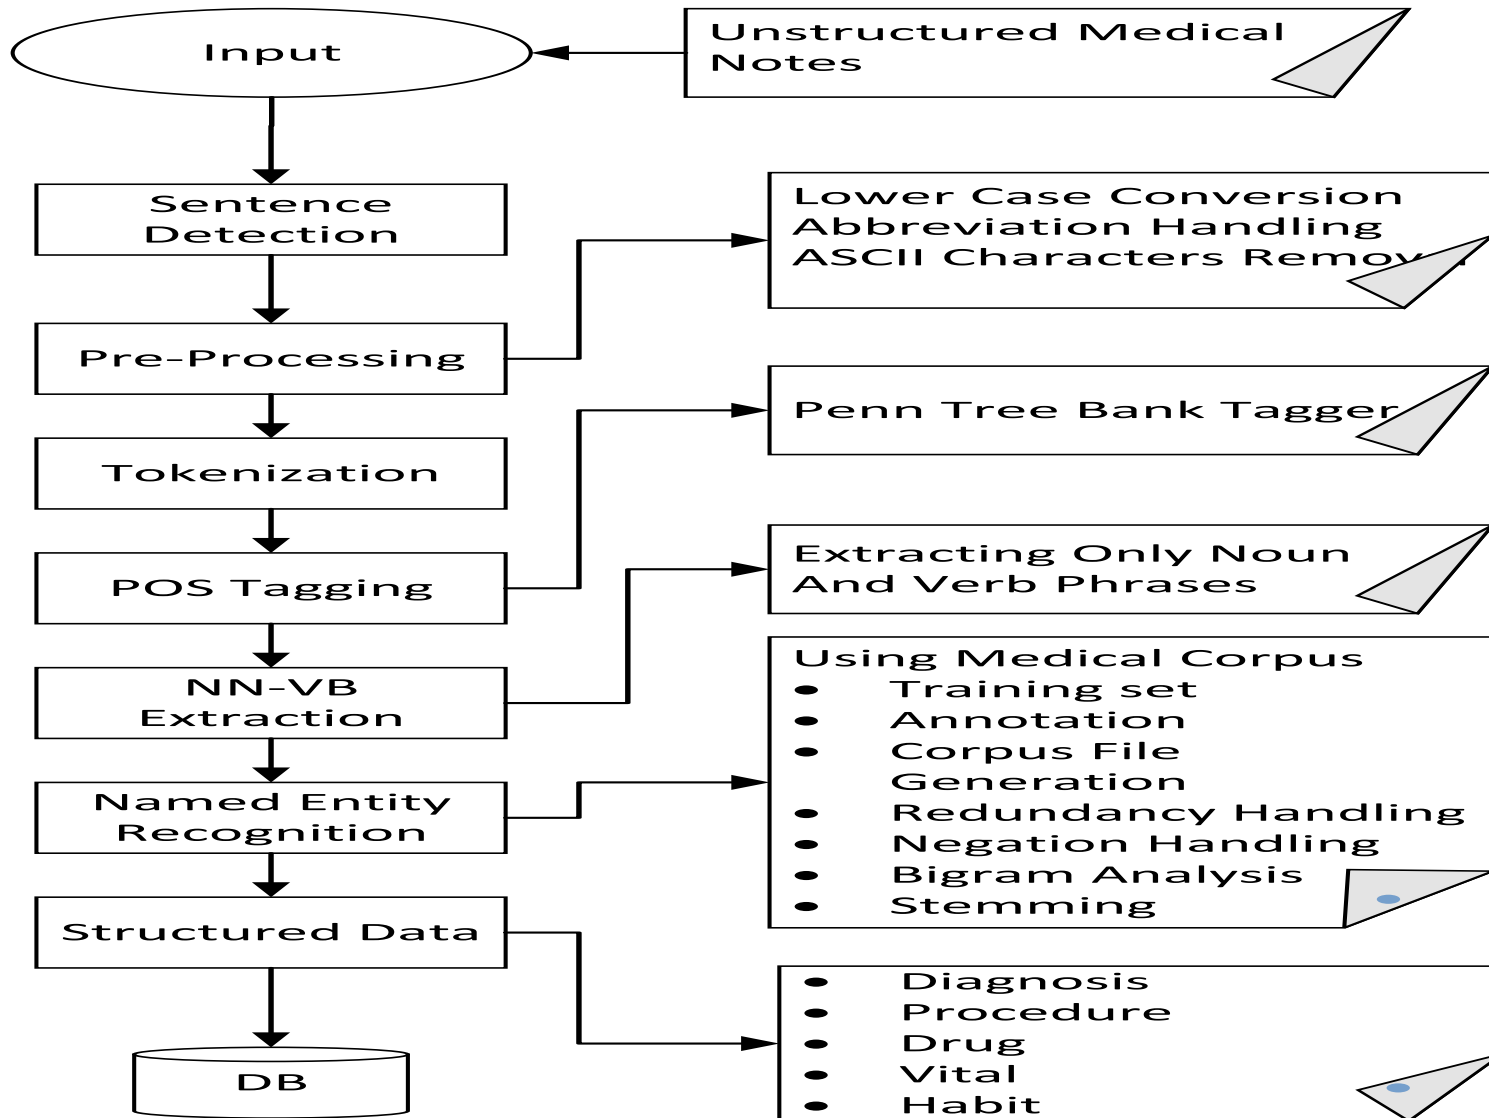 Input
Unstructured Medical
Notes
Sentence
Detection
Lower Case Conversion
Abbreviation Handling
ASCII Characters
Pre-Processing
Penn Tree Bank Tagger
Tokenization
POS Tagging
Extracting Only Noun
And Verb Phrases
NN-VB
Extraction
Using Medical Corpus
• Training set
• Annotation
• Corpus File
Generation
• Redundancy Handling
• Negation Handling
• Bigram Analysis
• Stemming
Named Entity
Recognition
Structured Data
• Diagnosis
• Procedure
• Drug
• Vital
• Habit
DB